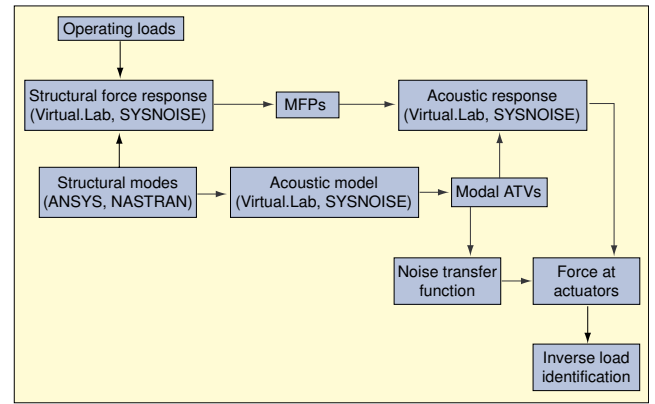 Operating loads
Structural force response
(Virtual.Lab, SYSNOISE)
MFPs
Acoustic response
(Virtual.Lab, SYSNOISE)
Structural modes
(ANSYS, NASTRAN)
Acoustic model
(Virtual.Lab, SYSNOISE)
Modal ATVs
Noise transfer
function
Force at
actuators
Inverse load
identification